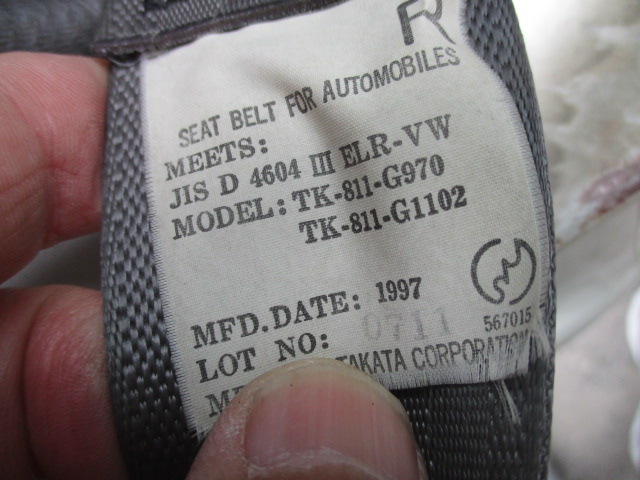 R
SEAT BELT FOR AUTOMOBILES
MEETS:
JIS D 4604 III ELR-VW
MODEL: TK-811-G970
TK-811-G1102
MFD. DATE: 1997
LOT NO: 0711
567015
TAKATA CORPORATION